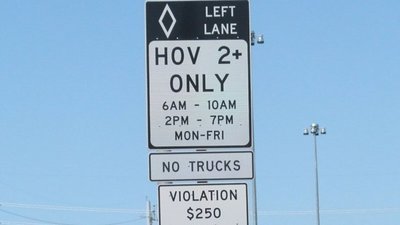 LEFT
LANE
HOV 2+
ONLY
6AM - 10AM
2PM - 7PM
MON-FRI
NO TRUCKS
VIOLATION
$250